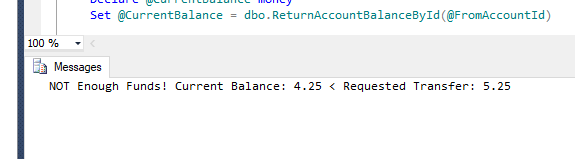 Declare @CurrentBalance money
Set @CurrentBalance = dbo.ReturnAccountBalanceById(@FromAccountId)
100 %
Messages
NOT Enough Funds! Current Balance: 4.25 < Requested Transfer: 5.25